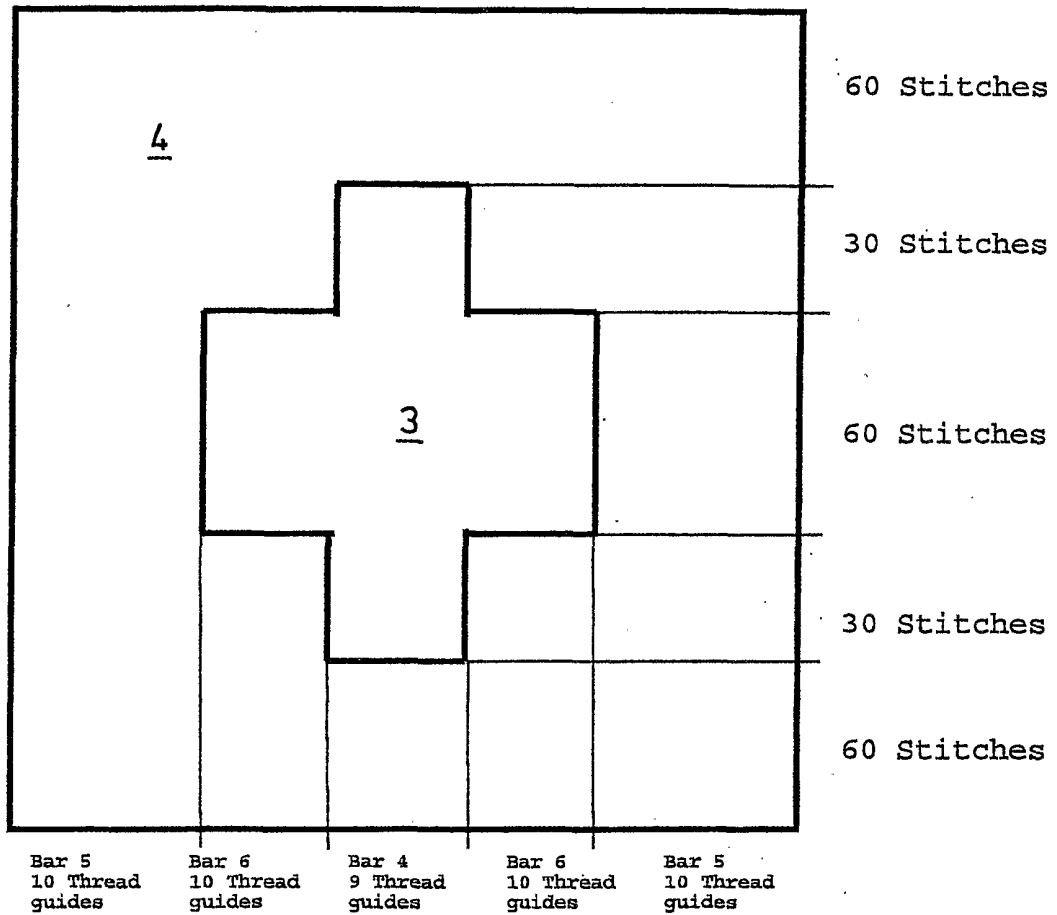 60 Stitches
4
30 Stitches
3
60 Stitches
30 Stitches
60 Stitches
Bar 5
10 Thread
guides
Bar 6
10 Thread
guides
Bar 4
9 Thread
guides
Bar 6
10 Thread
guides
Bar 5
10 Thread
guides